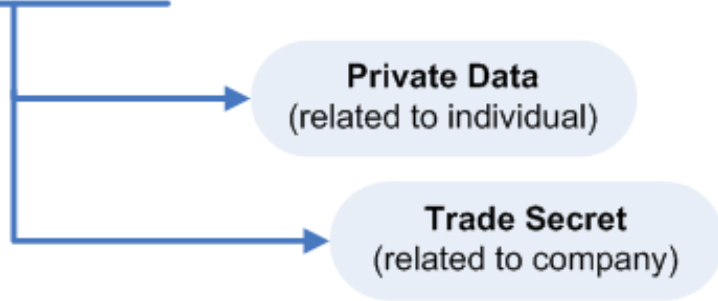 Private Data
(related to individual)
Trade Secret
(related to company)